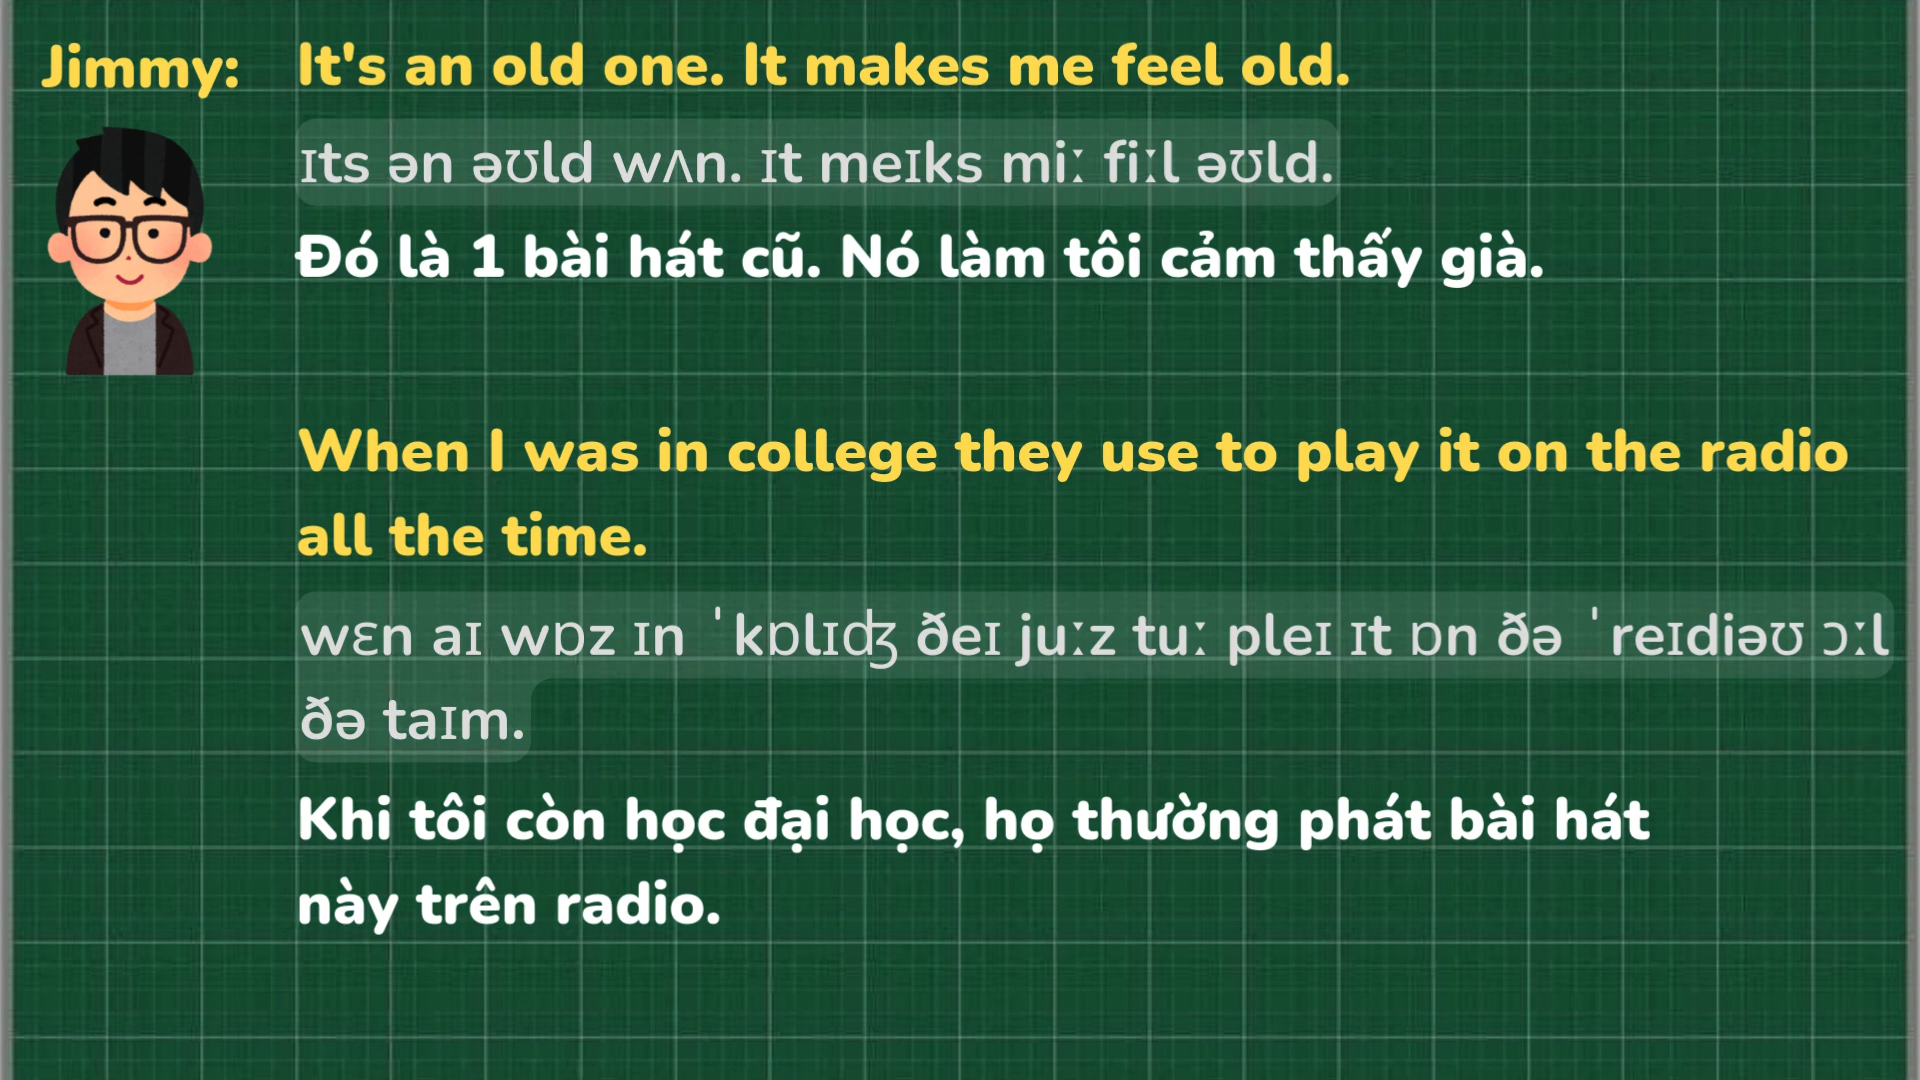 Jimmy: It's an old one. It makes me feel old.
ɪts ən əʊld wʌn. ɪt meɪks miː fiːl əʊld.
Đó là 1 bài hát cũ. Nó làm tôi cảm thấy già.
When I was in college they use to play it on the radio
all the time.
wɛn aɪ wɒz ɪn ˈkɒlɪʤ ðeɪ juːz tuː pleɪ ɪt ɒn ðə ˈreɪdiəʊ ɔːl
ðə taɪm.
Khi tôi còn học đại học, họ thường phát bài hát
này trên radio.